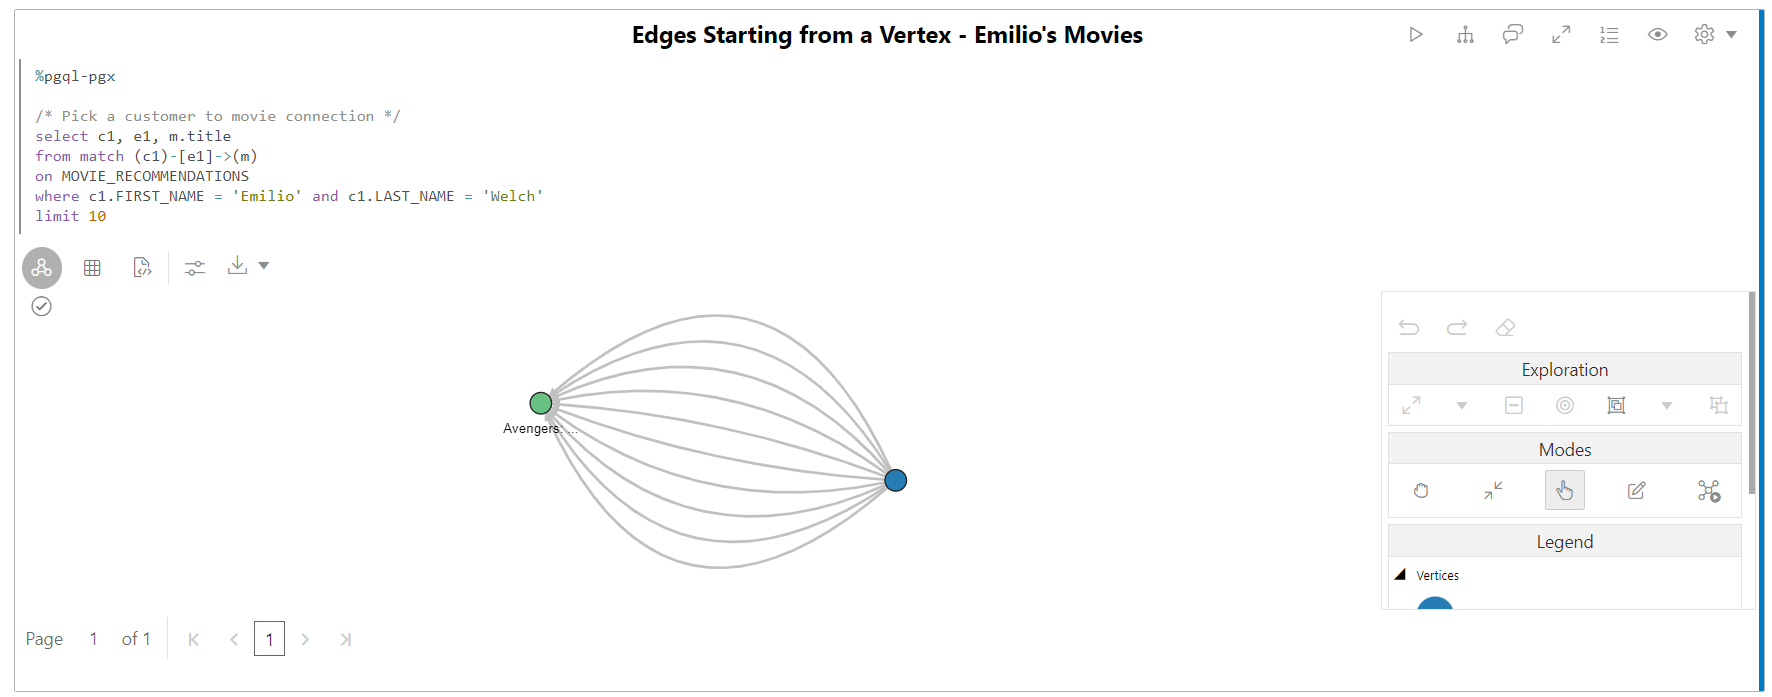 Edges Starting from a Vertex - Emilio's Movies
%pgql-pgx
/* Pick a customer to movie connection */
select c1, e1, m.title
from match (c1)-[e1]->(m)
on MOVIE_RECOMMENDATIONS
where c1.FIRST_NAME = 'Emilio' and c1.LAST_NAME = 'Welch'
limit 10
Avengers: ...
Exploration
Modes
Legend
Vertices
Page 1 of 1 1